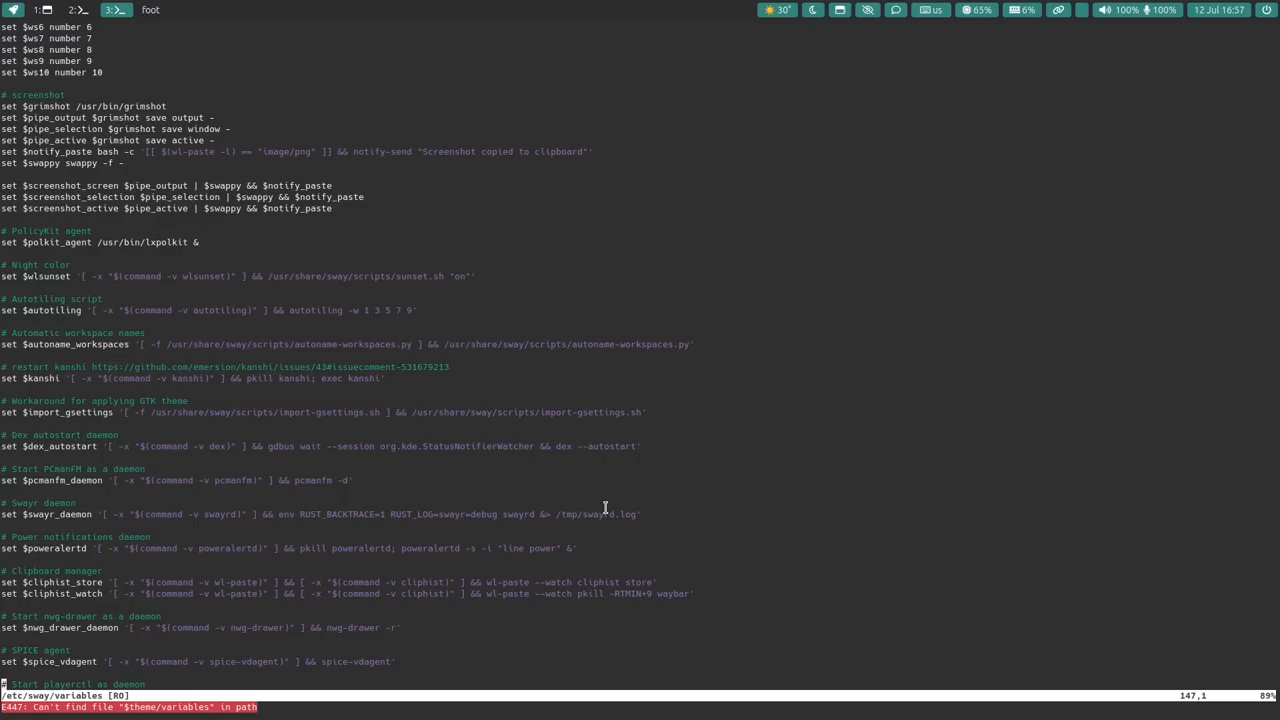 1: 2: 3: foot 30° us 65% 6% 100% 100% 12 Jul 16:57
set $ws6 number 6
set $ws7 number 7
set $ws8 number 8
set $ws9 number 9
set $ws10 number 10
# screenshot
set $grimshot /usr/bin/grimshot
set $pipe_output $grimshot save output -
set $pipe_selection $grimshot save window -
set $pipe_active $grimshot save active -
set $notify_paste bash -c '[[ $(wl-paste -l) == "image/png" ]] && notify-send "Screenshot copied to clipboard"'
set $swappy swappy -f -
set $screenshot_screen $pipe_output | $swappy && $notify_paste
set $screenshot_selection $pipe_selection | $swappy && $notify_paste
set $screenshot_active $pipe_active | $swappy && $notify_paste
# PolicyKit agent
set $polkit_agent /usr/bin/lxpolkit &
# Night color
set $wlsunset '[ -x "$(command -v wlsunset)" ] && /usr/share/sway/scripts/sunset.sh "on"'
# Autotiling script
set $autotiling '[ -x "$(command -v autotiling)" ] && autotiling -w 1 3 5 7 9'
# Automatic workspace names
set $autoname_workspaces '[ -f /usr/share/sway/scripts/autoname-workspaces.py ] && /usr/share/sway/scripts/autoname-workspaces.py'
# restart kanshi https://github.com/emersion/kanshi/issues/43#issuecomment-531679213
set $kanshi '[ -x "$(command -v kanshi)" ] && pkill kanshi; exec kanshi'
# Workaround for applying GTK theme
set $import_gsettings '[ -f /usr/share/sway/scripts/import-gsettings.sh ] && /usr/share/sway/scripts/import-gsettings.sh'
# Dex autostart daemon
set $dex_autostart '[ -x "$(command -v dex)" ] && gdbus wait --session org.kde.StatusNotifierWatcher && dex --autostart'
# Start PCmanFM as a daemon
set $pcmanfm_daemon '[ -x "$(command -v pcmanfm)" ] && pcmanfm -d'
# Swayr daemon
set $swayr_daemon '[ -x "$(command -v swayrd)" ] && env RUST_BACKTRACE=1 RUST_LOG=swayr=debug swayrd &> /tmp/swayrd.log'
# Power notifications daemon
set $poweralertd '[ -x "$(command -v poweralertd)" ] && pkill poweralertd; poweralertd -s -i "line power" &'
# Clipboard manager
set $cliphist_store '[ -x "$(command -v wl-paste)" ] && [ -x "$(command -v cliphist)" ] && wl-paste --watch cliphist store'
set $cliphist_watch '[ -x "$(command -v wl-paste)" ] && [ -x "$(command -v cliphist)" ] && wl-paste --watch pkill -RTMIN+9 waybar'
# Start nwg-drawer as a daemon
set $nwg_drawer_daemon '[ -x "$(command -v nwg-drawer)" ] && nwg-drawer -r'
# SPICE agent
set $spice_vdagent '[ -x "$(command -v spice-vdagent)" ] && spice-vdagent'
# Start playerctl as daemon
/etc/sway/variables [RO] 147,1 89%
E447: Can't find file "$theme/variables" in path